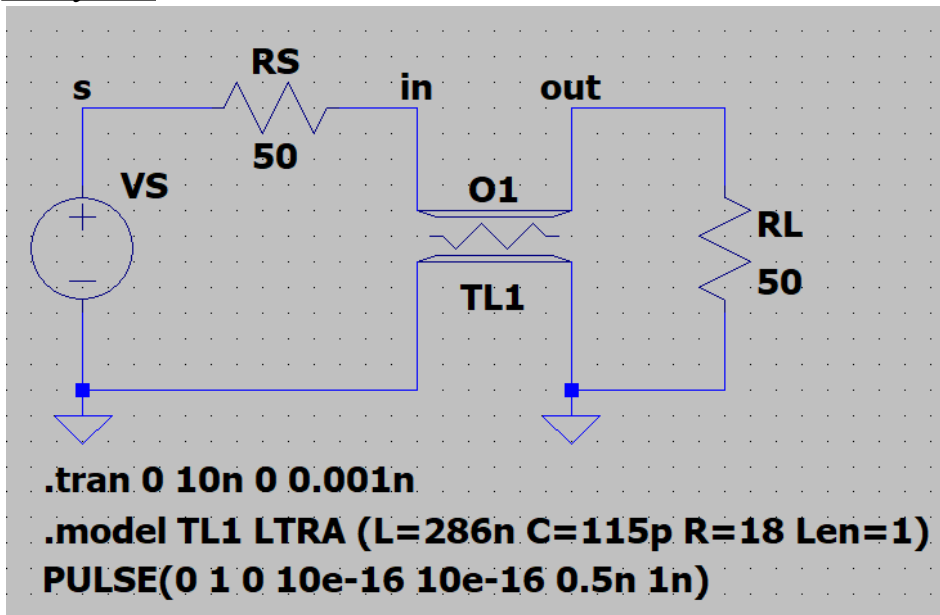 RS
s
in
out
50
VS
O1
RL
TL1
50
.tran 0 10n 0 0.001n
.model TL1 LTRA (L=286n C=115p R=18 Len=1)
PULSE(0 1 0 10e-16 10e-16 0.5n 1n)